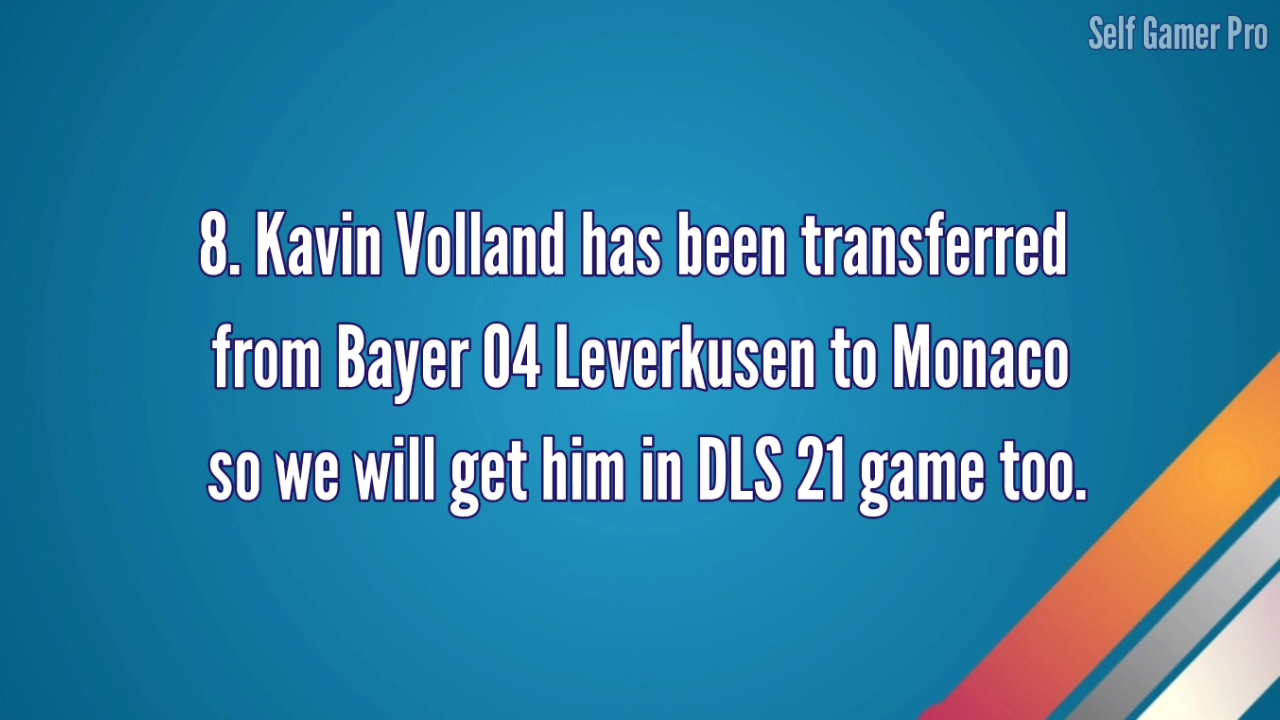 Self Gamer Pro
8. Kavin Volland has been transferred
from Bayer 04 Leverkusen to Monaco
so we will get him in DLS 21 game too.